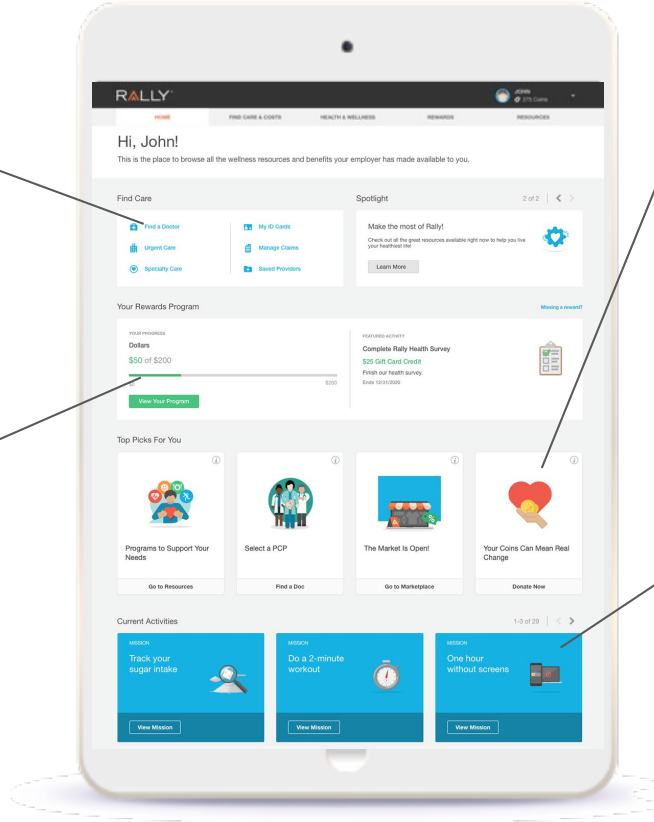 RALLY
JOHN
275 Coins
HOME
FIND CARE & COSTS
HEALTH & WELLNESS
REWARDS
RESOURCES
Hi, John!
This is the place to browse all the wellness resources and benefits your employer has made available to you.
Find Care
Find a Doctor
Urgent Care
Specialty Care
My ID Cards
Manage Claims
Saved Providers
Spotlight
2 of 2
Make the most of Rally!
Check out all the great resources available right now to help you live
your healthiest life!
Learn More
Your Rewards Program
Missing a reward?
YOUR PROGRESS
Dollars
$50 of $200
$200
View Your Program
FEATURED ACTIVITY
Complete Rally Health Survey
$25 Gift Card Credit
Finish our health survey.
Ends 12/31/2020
Top Picks For You
Programs to Support Your
Needs
Go to Resources
Select a PCP
Find a Doc
The Market Is Open!
Go to Marketplace
Your Coins Can Mean Real
Change
Donate Now
Current Activities
1-3 of 29
MISSION
Track your
sugar intake
View Mission
MISSION
Do a 2-minute
workout
View Mission
MISSION
One hour
without screens
View Mission